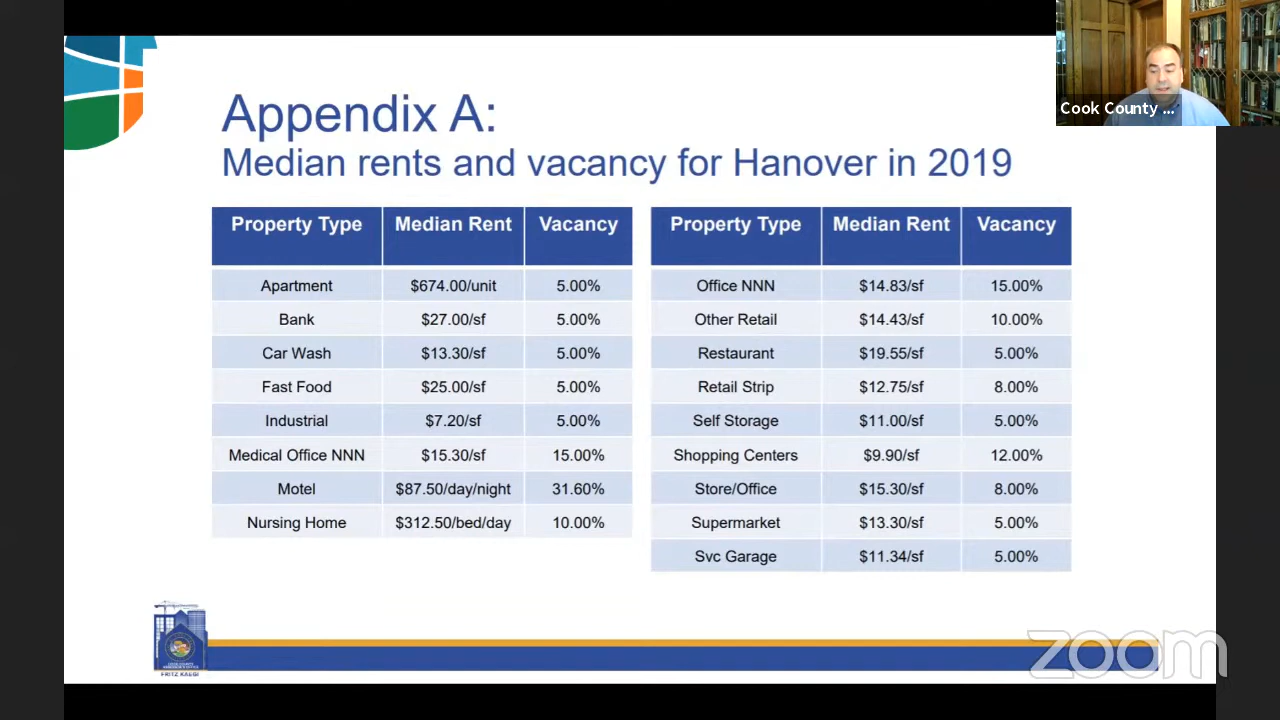 Cook County ...
Appendix A:
Median rents and vacancy for Hanover in 2019
Property Type Median Rent Vacancy
Apartment $674.00/unit 5.00%
Bank $27.00/sf 5.00%
Car Wash $13.30/sf 5.00%
Fast Food $25.00/sf 5.00%
Industrial $7.20/sf 5.00%
Medical Office NNN $15.30/sf 15.00%
Motel $87.50/day/night 31.60%
Nursing Home $312.50/bed/day 10.00%
Property Type Median Rent Vacancy
Office NNN $14.83/sf 15.00%
Other Retail $14.43/sf 10.00%
Restaurant $19.55/sf 5.00%
Retail Strip $12.75/sf 8.00%
Self Storage $11.00/sf 5.00%
Shopping Centers $9.90/sf 12.00%
Store/Office $15.30/sf 8.00%
Supermarket $13.30/sf 5.00%
Svc Garage $11.34/sf 5.00%
COOK COUNTY
ASSESSOR'S OFFICE
FRITZ KAEGI
zoom